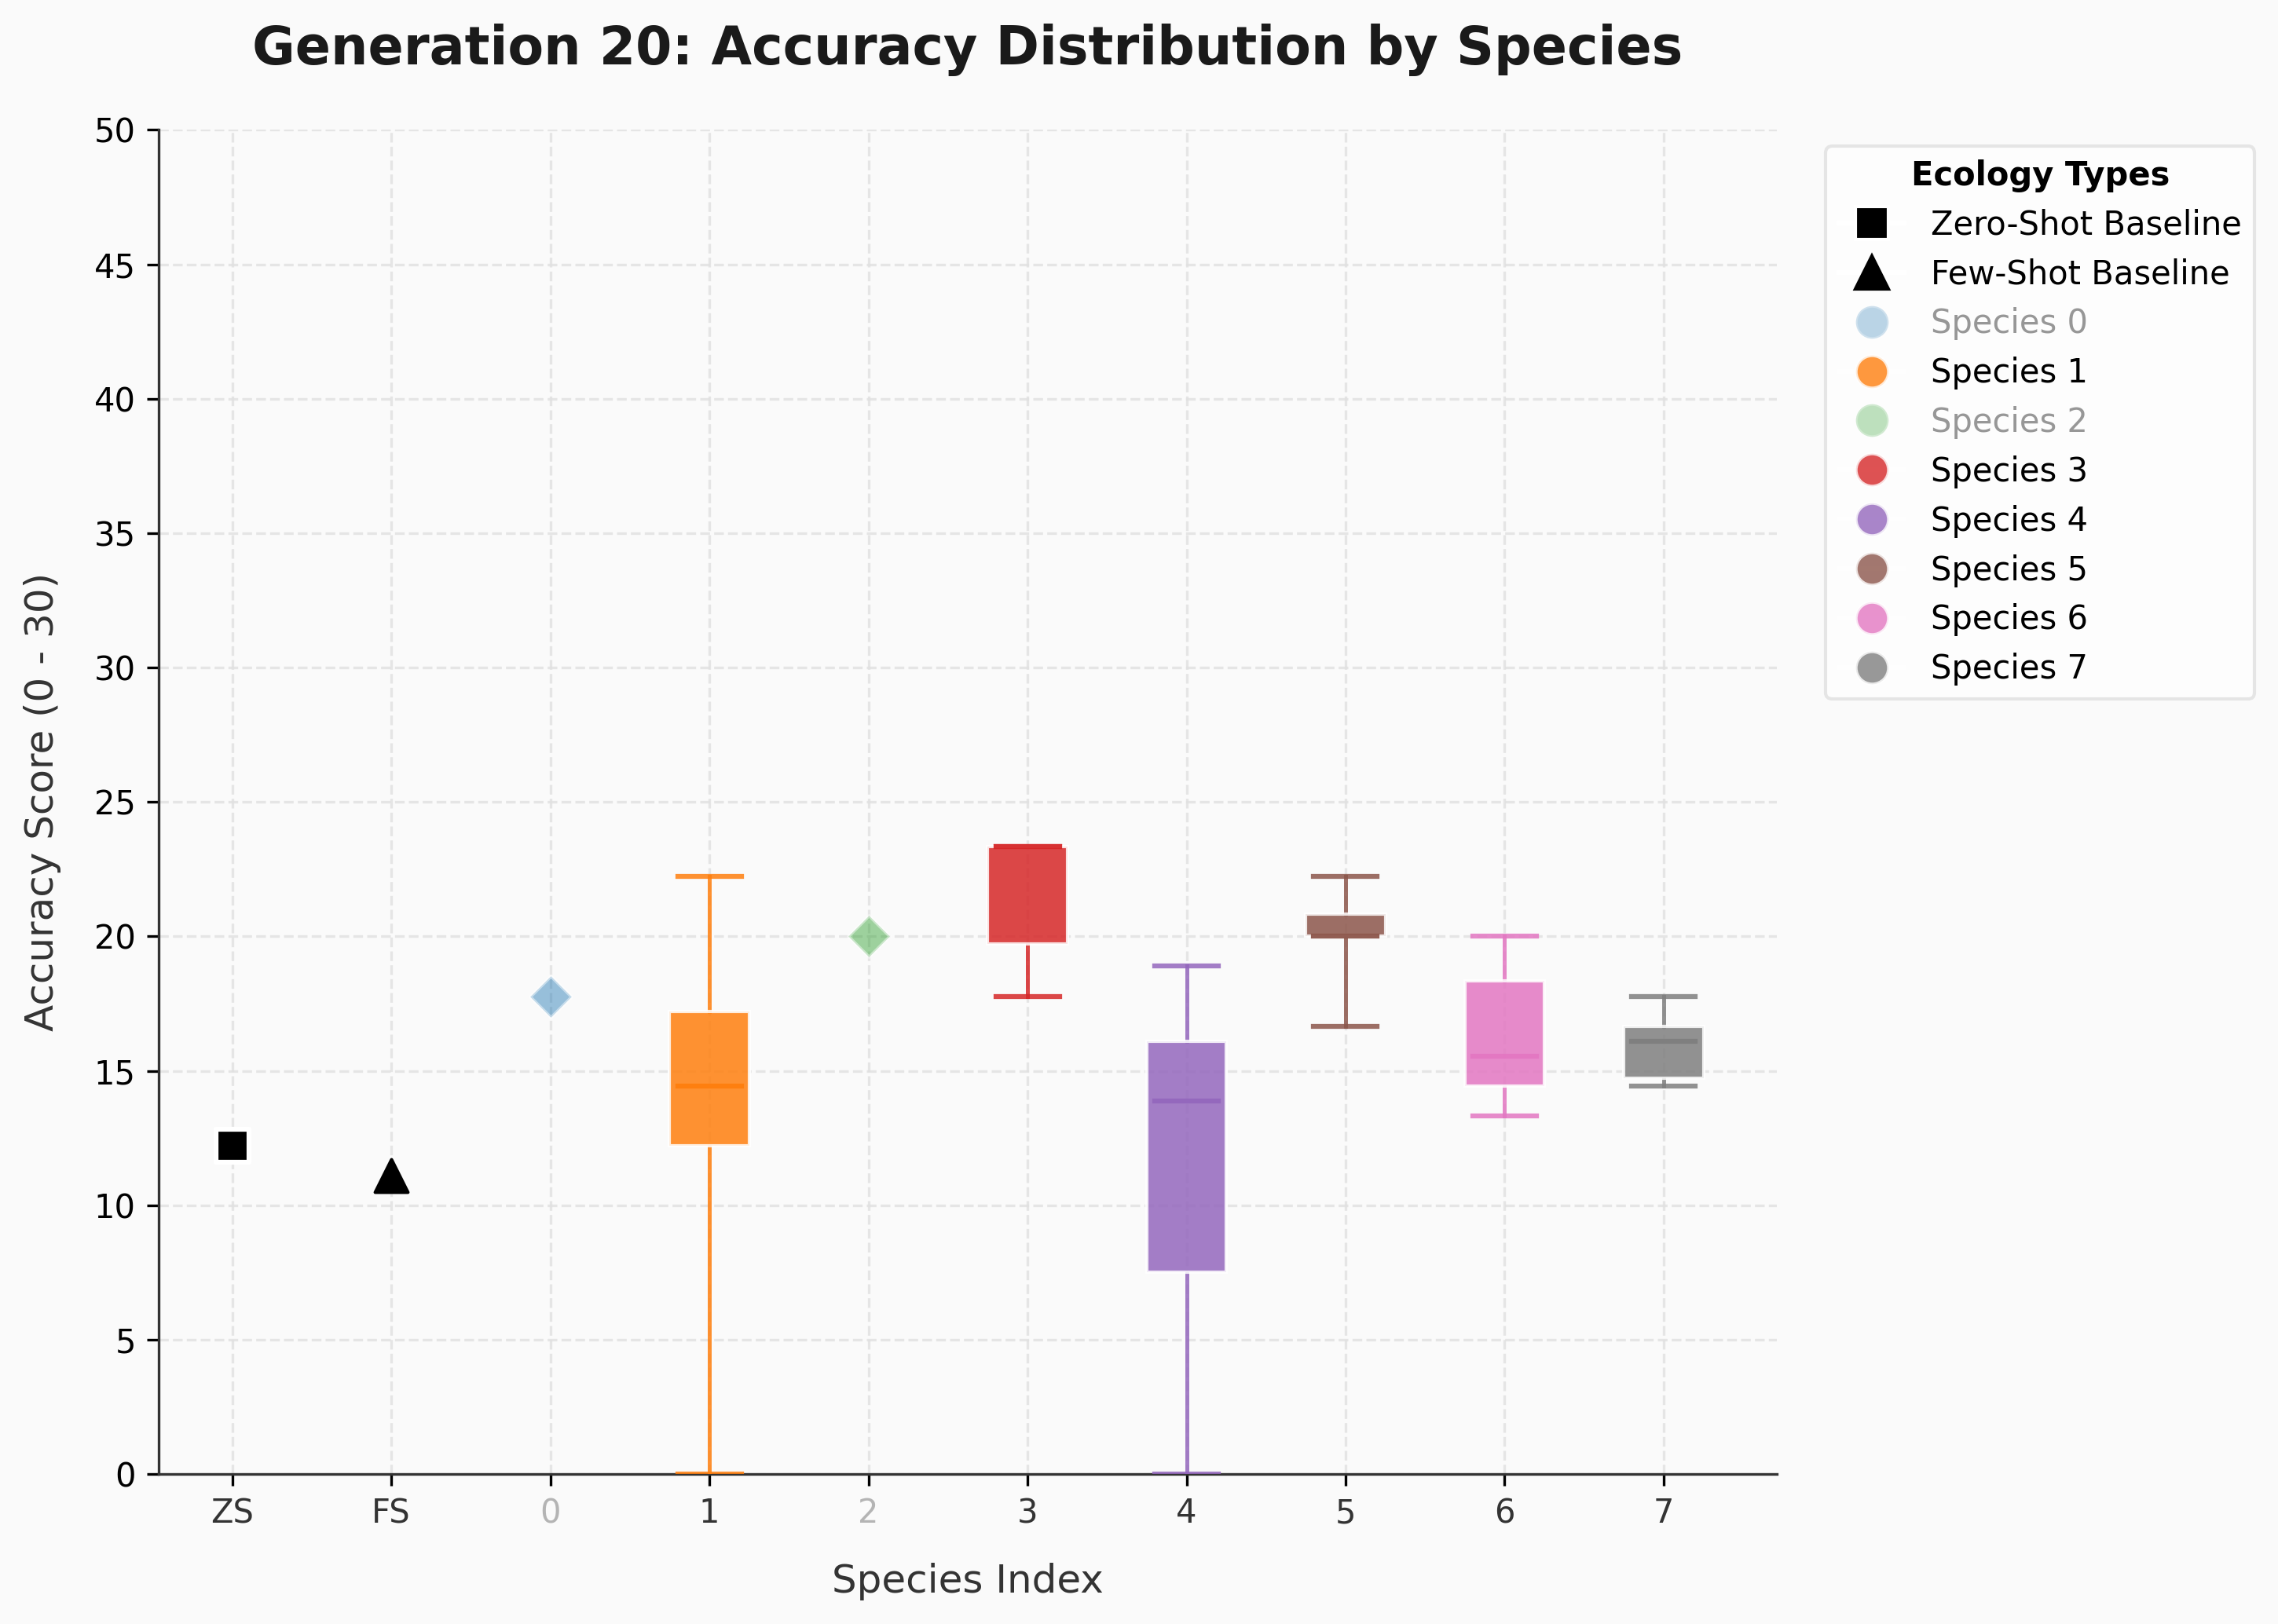 Generation 20: Accuracy Distribution by Species
50
45
40
35
30
25
20
15
10
5
0
Accuracy Score (0 - 30)
ZS FS 0 1 2 3 4 5 6 7
Species Index
Ecology Types
Zero-Shot Baseline
Few-Shot Baseline
Species 0
Species 1
Species 2
Species 3
Species 4
Species 5
Species 6
Species 7